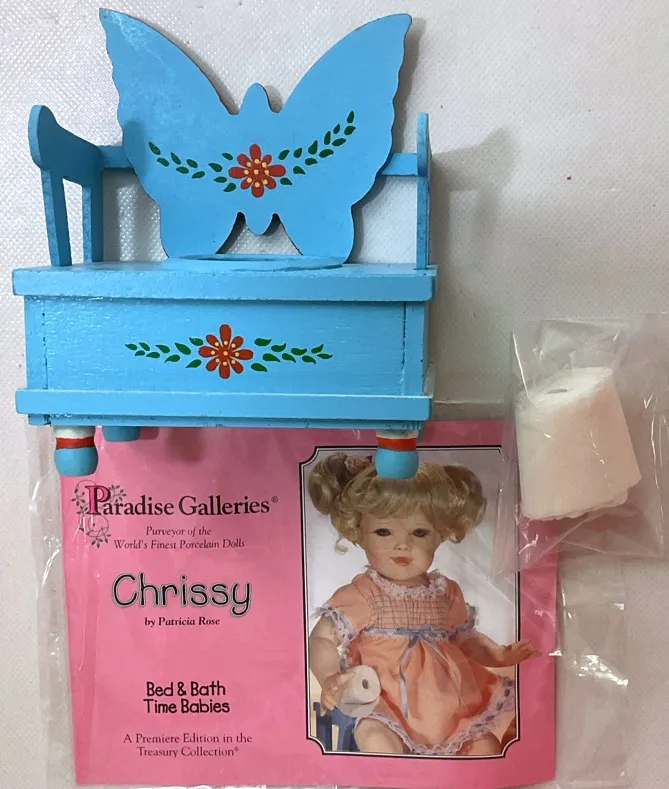 Paradise Galleries®
Purveyor of the
World's Finest Porcelain Dolls
Chrissy
by Patricia Rose
Bed & Bath
Time Babies
A Premiere Edition in the
Treasury Collection®